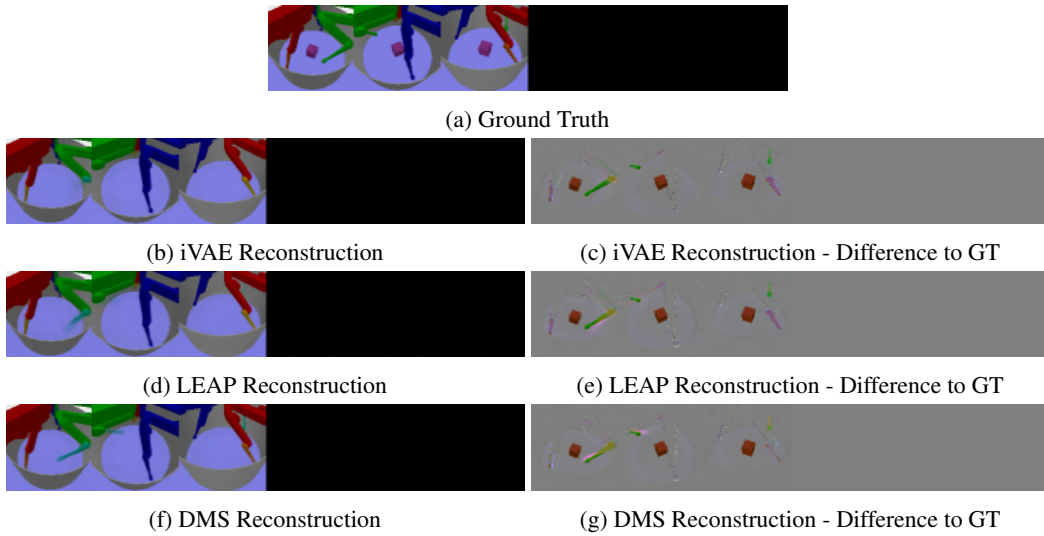 (a) Ground Truth
(b) iVAE Reconstruction
(c) iVAE Reconstruction - Difference to GT
(d) LEAP Reconstruction
(e) LEAP Reconstruction - Difference to GT
(f) DMS Reconstruction
(g) DMS Reconstruction - Difference to GT